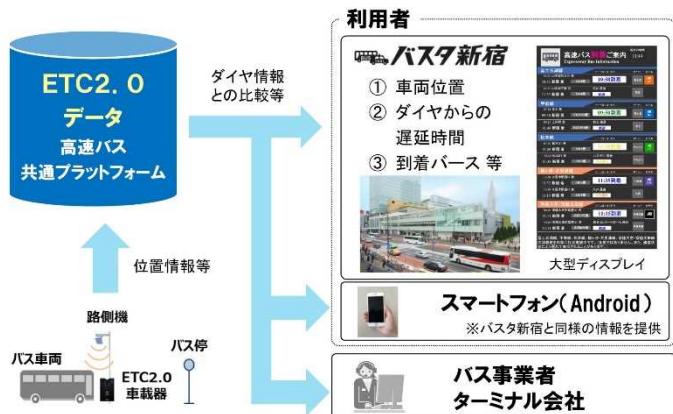 ETC2.0
データ
高速バス
共通プラットフォーム
ダイヤ情報
との比較等
位置情報等
路側機
バス車両
ETC2.0
車載器
バス停
利用者
バスタ新宿
① 車両位置
② ダイヤからの
遅延時間
③ 到着バース 等
高速バス到着ご案内
大型ディスプレイ
スマートフォン(Android)
※バスタ新宿と同様の情報を提供
バス事業者
ターミナル会社